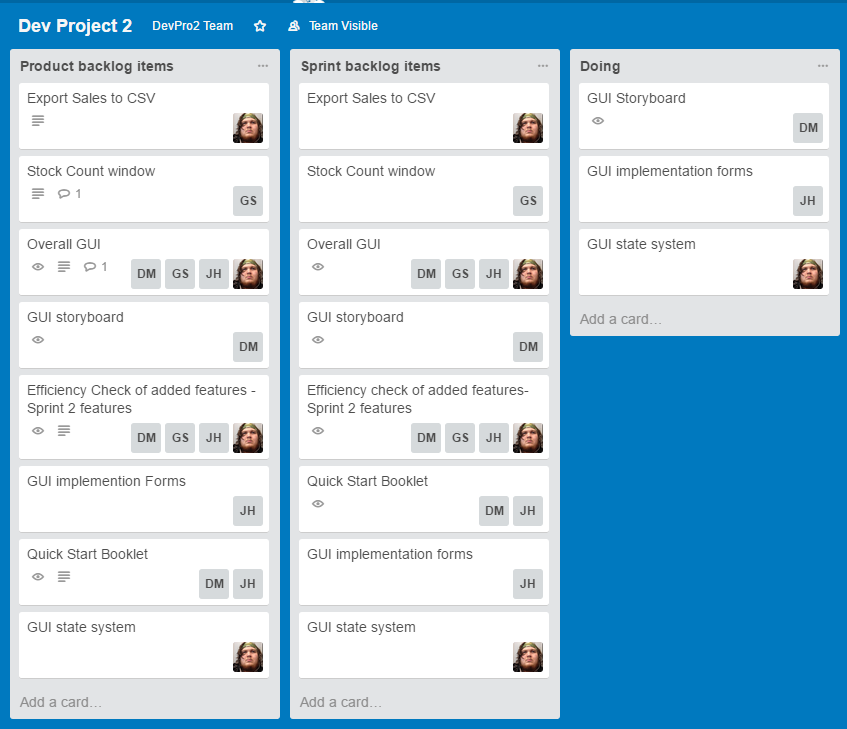 Dev Project 2 DevPro2 Team Team Visible
Product backlog items
Export Sales to CSV
Stock Count window
1
GS
Overall GUI
1
DM GS JH
GUI storyboard
DM
Efficiency Check of added features -
Sprint 2 features
DM GS JH
GUI implemention Forms
JH
Quick Start Booklet
DM JH
GUI state system
Add a card...
Sprint backlog items
Export Sales to CSV
Stock Count window
GS
Overall GUI
DM GS JH
GUI storyboard
DM
Efficiency check of added features-
Sprint 2 features
DM GS JH
Quick Start Booklet
DM JH
GUI implementation forms
JH
GUI state system
Add a card...
Doing
GUI Storyboard
DM
GUI implementation forms
JH
GUI state system
Add a card...